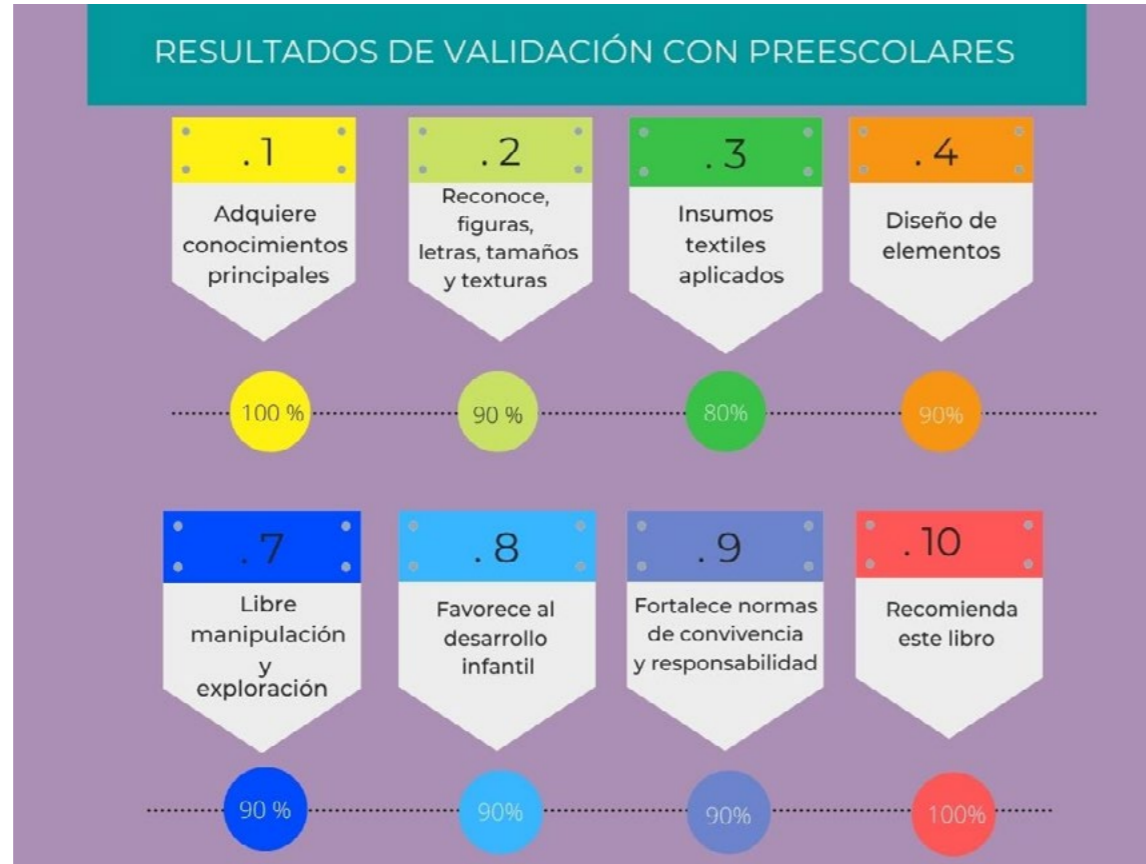 RESULTADOS DE VALIDACIÓN CON PREESCOLARES
. 1
Adquiere
conocimientos
principales
100 %
. 2
Reconoce,
figuras,
letras, tamaños
y texturas
90 %
. 3
Insumos
textiles
aplicados
80%
. 4
Diseño de
elementos
90%
. 7
Libre
manipulación
y
exploración
90 %
. 8
Favorece al
desarrollo
infantil
90%
. 9
Fortalece normas
de convivencia
y responsabilidad
90%
. 10
Recomienda
este libro
100%